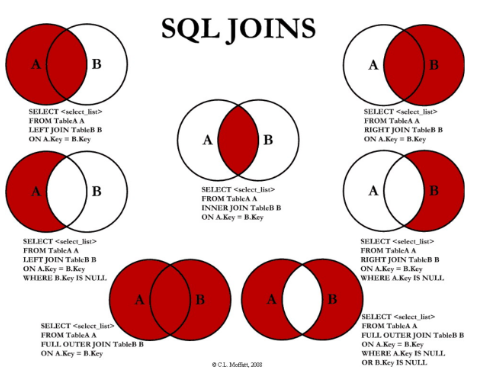 SQL JOINS
A B
SELECT <select_list>
FROM TableA A
LEFT JOIN TableB B
ON A.Key = B.Key
A B
SELECT <select_list>
FROM TableA A
RIGHT JOIN TableB B
ON A.Key = B.Key
A B
SELECT <select_list>
FROM TableA A
INNER JOIN TableB B
ON A.Key = B.Key
A B
SELECT <select_list>
FROM TableA A
LEFT JOIN TableB B
ON A.Key = B.Key
WHERE B.Key IS NULL
A B
SELECT <select_list>
FROM TableA A
RIGHT JOIN TableB B
ON A.Key = B.Key
WHERE A.Key IS NULL
A B
SELECT <select_list>
FROM TableA A
FULL OUTER JOIN TableB B
ON A.Key = B.Key
A B
SELECT <select_list>
FROM TableA A
FULL OUTER JOIN TableB B
ON A.Key = B.Key
WHERE A.Key IS NULL
OR B.Key IS NULL
© C.L. Moffatt, 2008